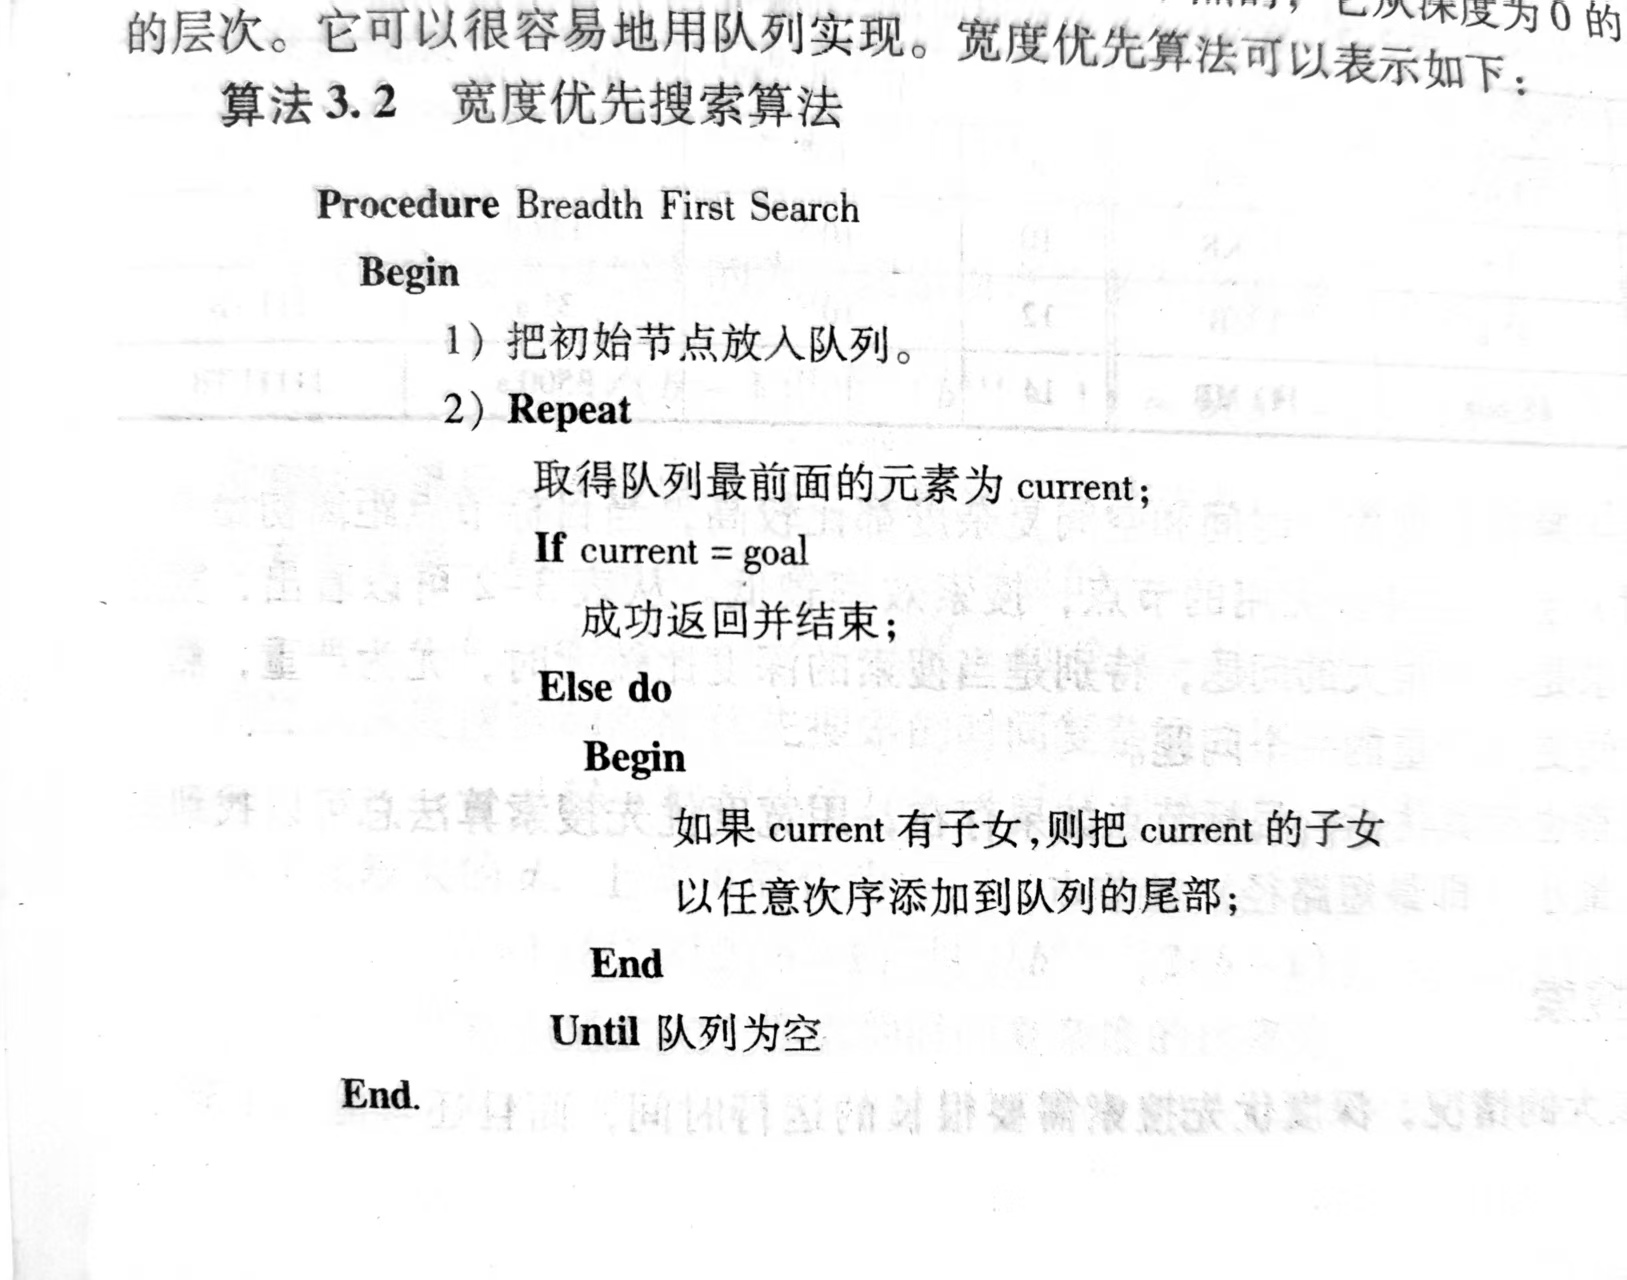 它从深度为0的
的层次。它可以很容易地用队列实现。宽度优先算法可以表示如下：
算法3.2 宽度优先搜索算法
Procedure Breadth First Search
Begin
1) 把初始节点放入队列。
2) Repeat
取得队列最前面的元素为 current;
If current = goal
成功返回并结束;
Else do
Begin
如果 current 有子女,则把 current 的子女
以任意次序添加到队列的尾部;
End
Until 队列为空
End.